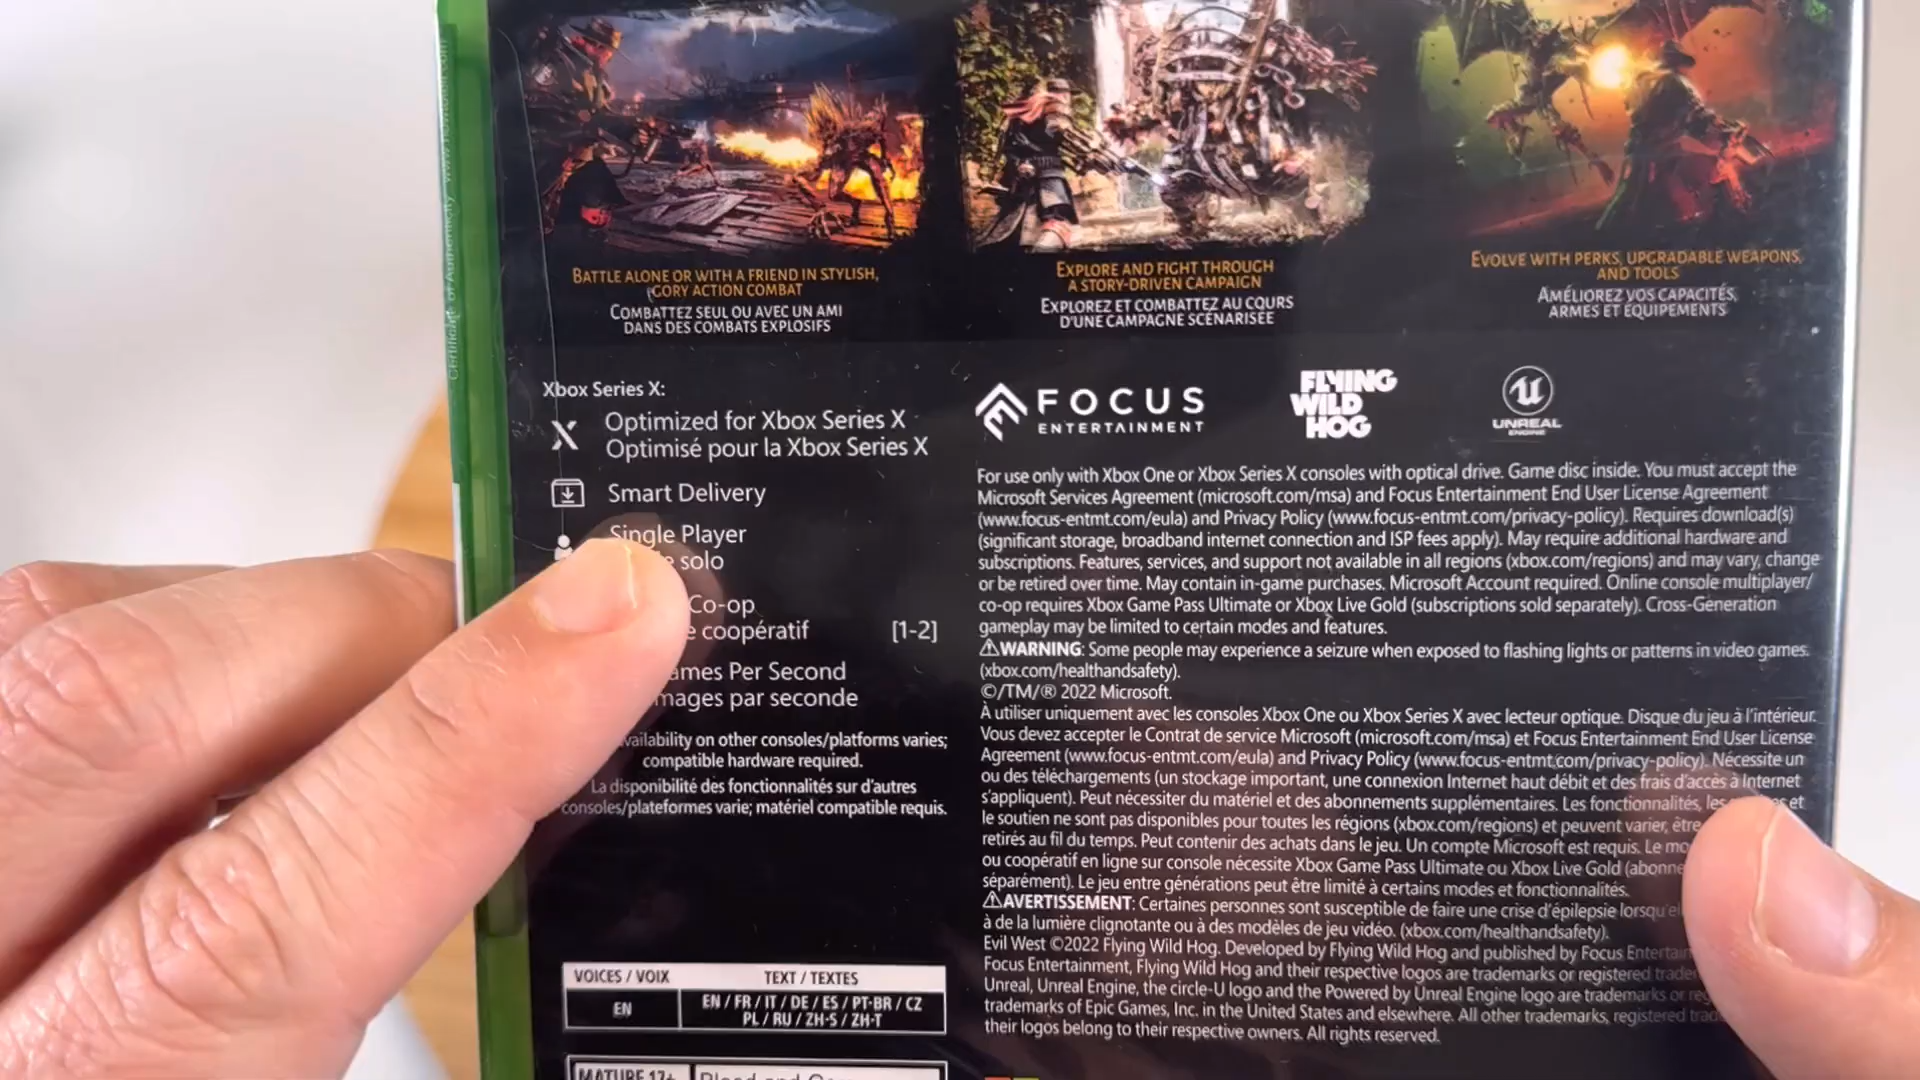 BATTLE ALONE OR WITH A FRIEND IN STYLISH,
GORY ACTION COMBAT
COMBATTEZ SEUL OU AVEC UN AMI
DANS DES COMBATS EXPLOSIFS
EXPLORE AND FIGHT THROUGH
A STORY-DRIVEN CAMPAIGN
EXPLOREZ ET COMBATTEZ AU COURS
D'UNE CAMPAGNE SCÉNARISÉE
EVOLVE WITH PERKS, UPGRADABLE WEAPONS,
AND TOOLS
AMÉLIOREZ VOS CAPACITÉS,
ARMES ET ÉQUIPEMENTS
Certificate of Authenticity
Xbox Series X:
Optimized for Xbox Series X
Optimisé pour la Xbox Series X
Smart Delivery
Single Player
solo
Co-op
coopératif [1-2]
Per Second
par seconde
on other consoles/platforms varies;
compatible hardware required.
La disponibilité des fonctionnalités sur d'autres
consoles/plateformes varie; matériel compatible requis.
VOICES / VOIX TEXT / TEXTES
EN EN / FR / IT / DE / ES / PT-BR / CZ
PL / RU / ZH-S / ZH-T
MATURE 17+
FOCUS
ENTERTAINMENT
FLYING
WILD
HOG
UNREAL
ENGINE
For use only with Xbox One or Xbox Series X consoles with optical drive. Game disc inside. You must accept the
Microsoft Services Agreement (microsoft.com/msa) and Focus Entertainment End User License Agreement
(www.focus-entmt.com/eula) and Privacy Policy (www.focus-entmt.com/privacy-policy). Requires download(s)
(significant storage, broadband internet connection and ISP fees apply). May require additional hardware and
subscriptions. Features, services, and support not available in all regions (xbox.com/regions) and may vary, change
or be retired over time. May contain in-game purchases. Microsoft Account required. Online console multiplayer/
co-op requires Xbox Game Pass Ultimate or Xbox Live Gold (subscriptions sold separately). Cross-Generation
gameplay may be limited to certain modes and features.
⚠WARNING: Some people may experience a seizure when exposed to flashing lights or patterns in video games.
(xbox.com/healthandsafety).
©/TM/® 2022 Microsoft.
À utiliser uniquement avec les consoles Xbox One ou Xbox Series X avec lecteur optique. Disque du jeu à l'intérieur.
Vous devez accepter le Contrat de service Microsoft (microsoft.com/msa) et Focus Entertainment End User License
Agreement (www.focus-entmt.com/eula) and Privacy Policy (www.focus-entmt.com/privacy-policy). Nécessite un
ou des téléchargements (un stockage important, une connexion Internet haut débit et des frais d'accès à Internet
s'appliquent). Peut nécessiter du matériel et des abonnements supplémentaires. Les fonctionnalités, les et
le soutien ne sont pas disponibles pour toutes les régions (xbox.com/regions) et peuvent varier, être
retirés au fil du temps. Peut contenir des achats dans le jeu. Un compte Microsoft est requis. Le
ou coopératif en ligne sur console nécessite Xbox Game Pass Ultimate ou Xbox Live Gold
séparément). Le jeu entre générations peut être limité à certains modes et fonctionnalités.
⚠AVERTISSEMENT: Certaines personnes sont susceptible de faire une crise d'épilepsie
à de la lumière clignotante ou à des modèles de jeu vidéo. (xbox.com/healthandsafety).
Evil West ©2022 Flying Wild Hog. Developed by Flying Wild Hog and published by Focus
Focus Entertainment, Flying Wild Hog and their respective logos are trademarks or registered
Unreal, Unreal Engine, the circle-U logo and the Powered by Unreal Engine logo are trademarks or
trademarks of Epic Games, Inc. in the United States and elsewhere. All other trademarks, registered
their logos belong to their respective owners. All rights reserved.